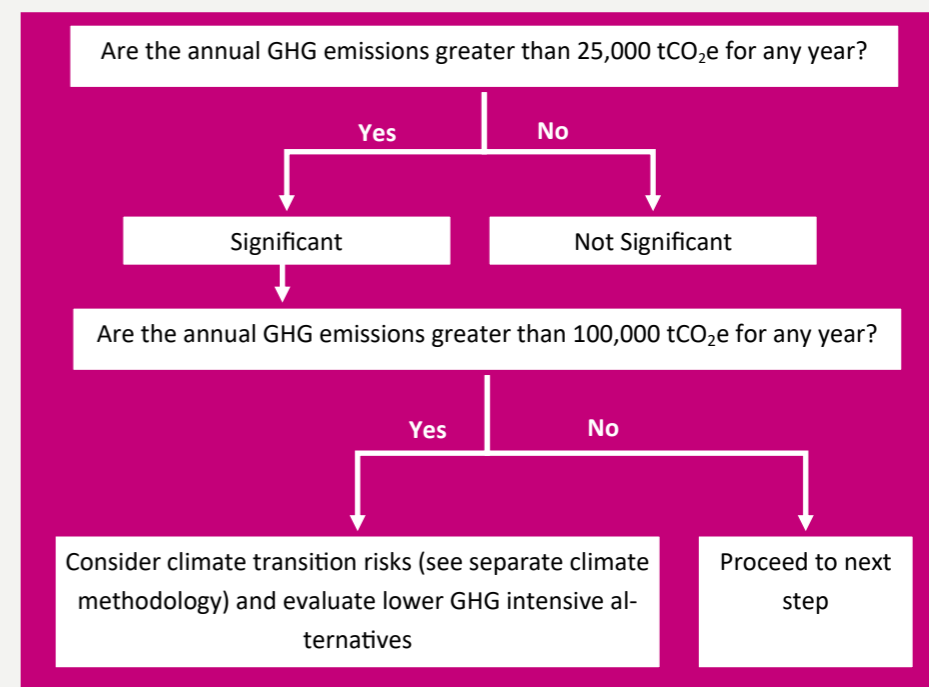 Are the annual GHG emissions greater than 25,000 tCO₂e for any year?
Yes
No
Significant
Not Significant
Are the annual GHG emissions greater than 100,000 tCO₂e for any year?
Yes
No
Consider climate transition risks (see separate climate
methodology) and evaluate lower GHG intensive al-
ternatives
Proceed to next
step